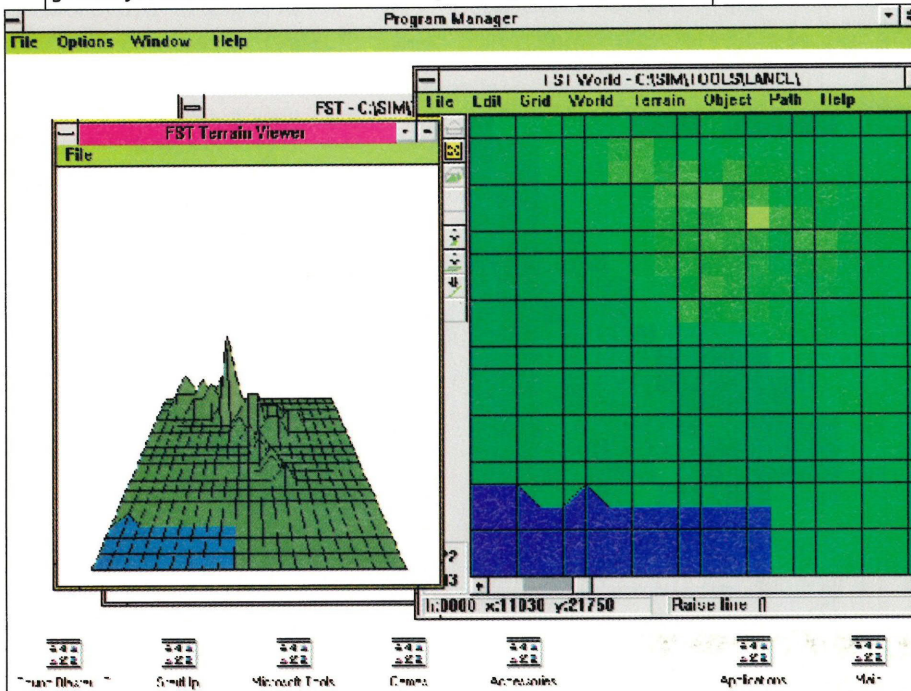 Program Manager
File Options Window Help
FST World - C:\SIM\TOOLS\LANCL\
FST - C:\SIM\
File Edit Grid World Terrain Object Path Help
FST Terrain Viewer
File
h:0000 x:11030 y:21750 Raise line
StartUp Microsoft Tools Games Accessories Applications Main